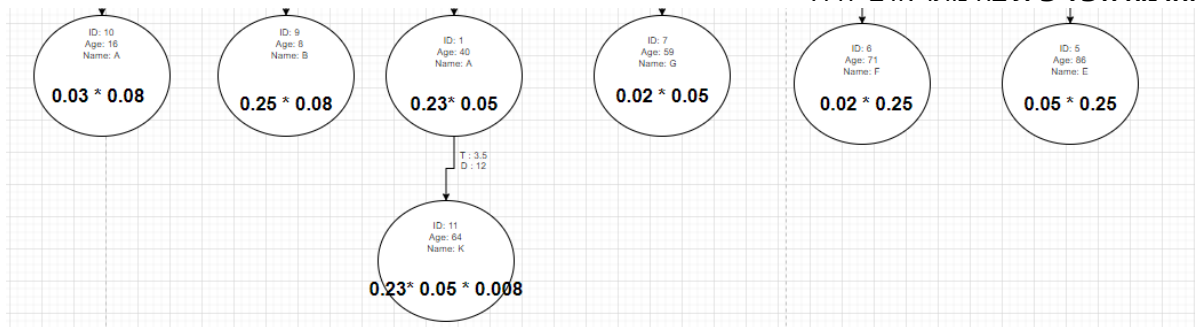 ID: 10
Age: 16
Name: A
0.03 * 0.08
ID: 9
Age: 8
Name: B
0.25 * 0.08
ID: 1
Age: 40
Name: A
0.23* 0.05
ID: 7
Age: 59
Name: G
0.02 * 0.05
ID: 6
Age: 71
Name: F
0.02 * 0.25
ID: 5
Age: 86
Name: E
0.05 * 0.25
T : 3.5
D : 12
ID: 11
Age: 64
Name: K
0.23* 0.05 * 0.008